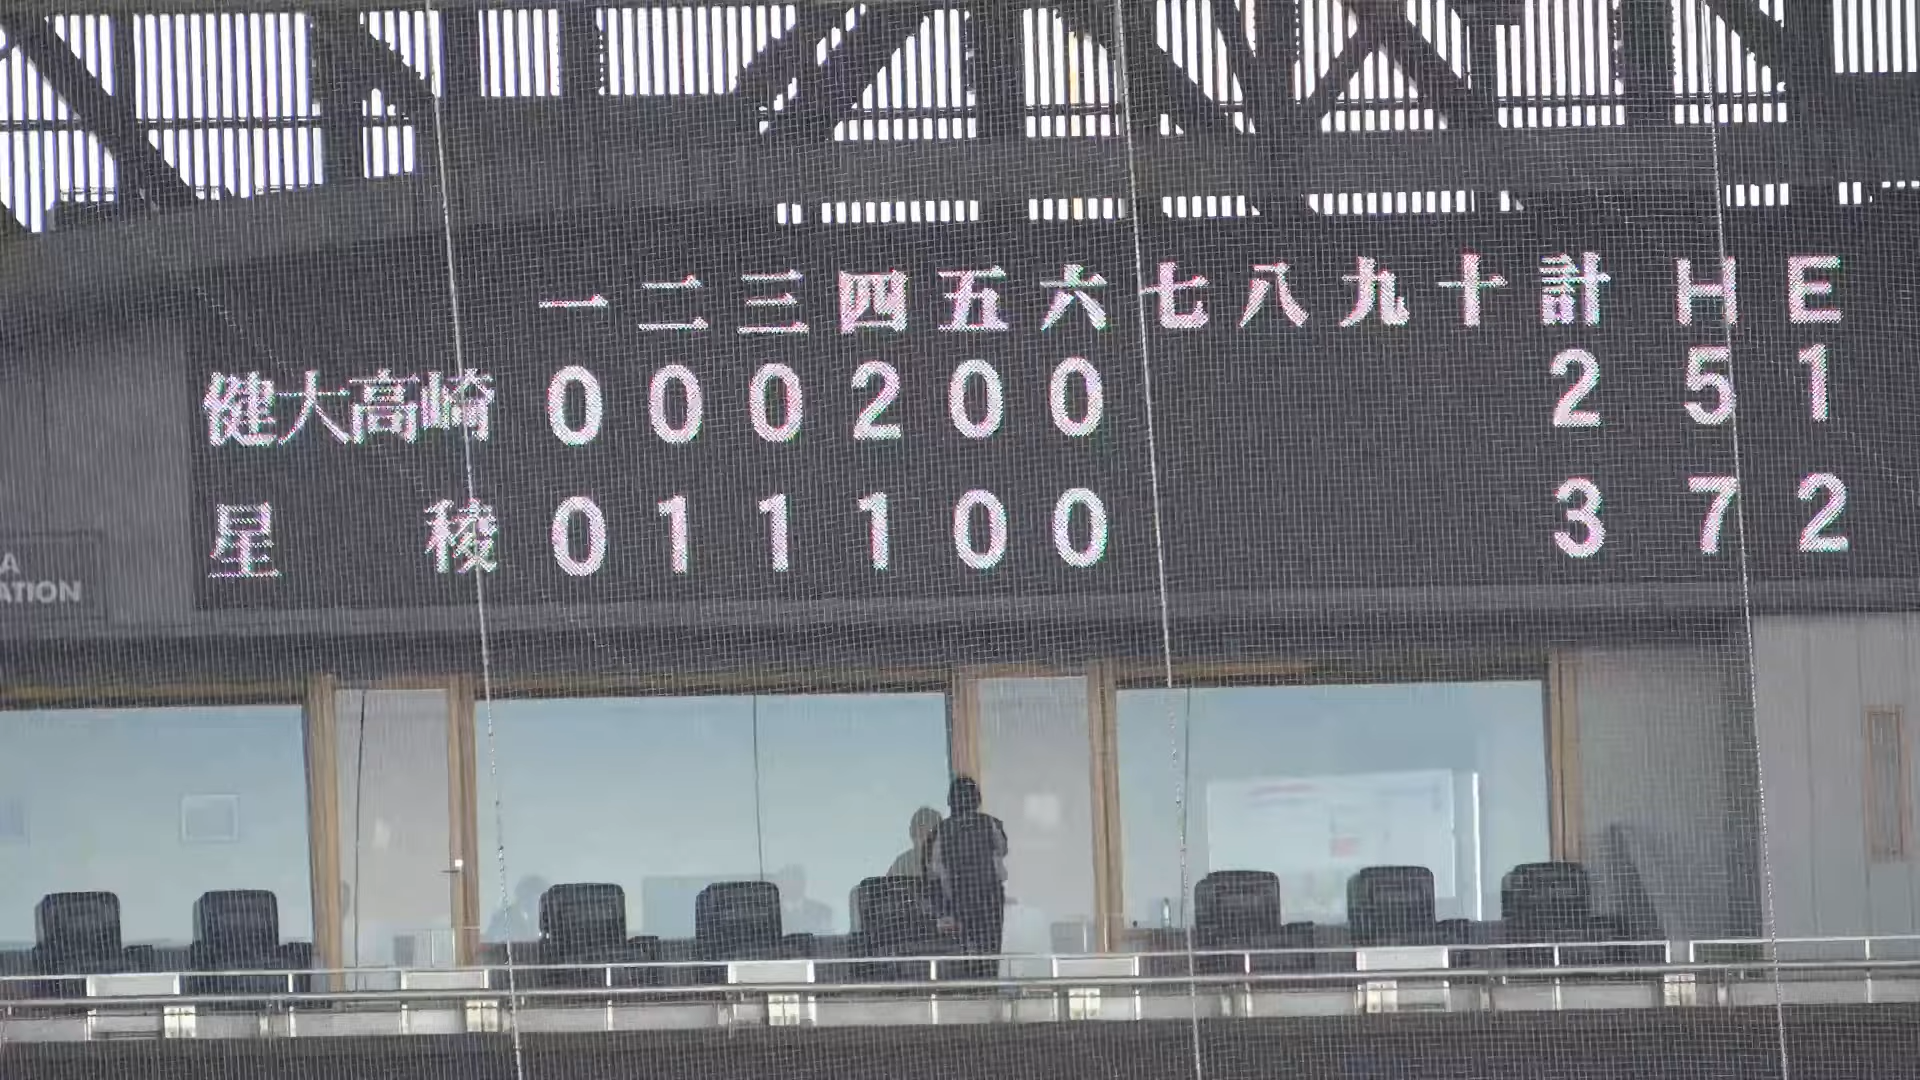 一 二 三 四 五 六 七 八 九 十 計 H E
健大高崎 0 0 0 2 0 0 2 5 1
星稜 0 1 1 1 0 0 3 7 2
A
ATION